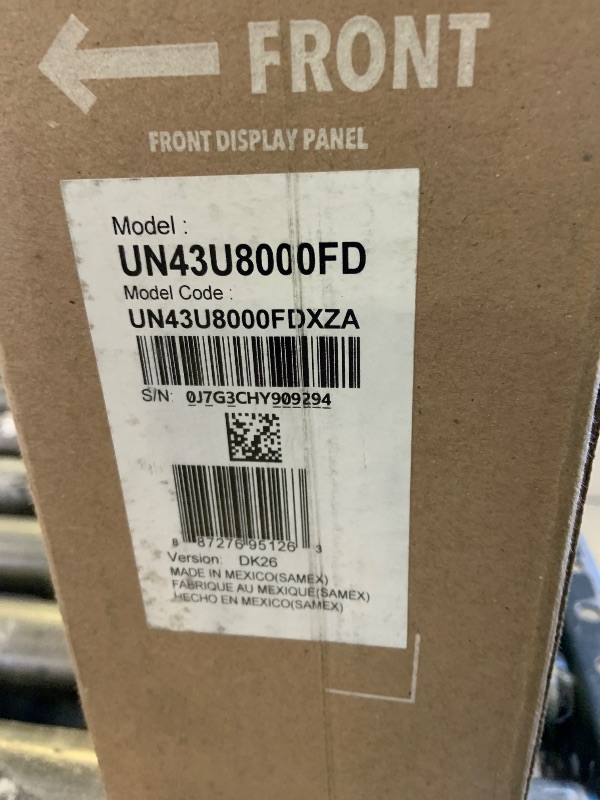 FRONT
FRONT DISPLAY PANEL
Model :
UN43U8000FD
Model Code :
UN43U8000FDXZA
S/N: 0J7G3CHY909294
8 87276 95126 3
Version: DK26
MADE IN MEXICO(SAMEX)
FABRIQUE AU MEXIQUE(SAMEX)
HECHO EN MEXICO(SAMEX)